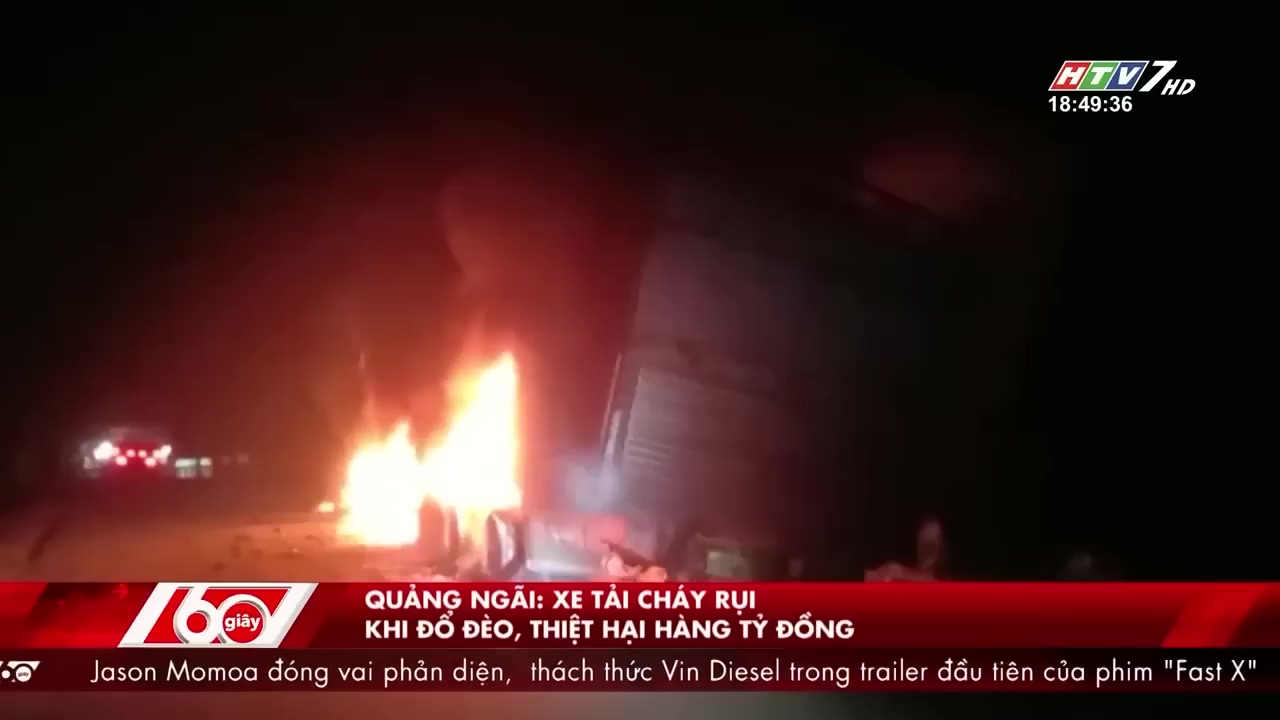 HTV7 HD
18:49:36
60 giây
QUẢNG NGÃI: XE TẢI CHÁY RỤI
KHI ĐỔ ĐÈO, THIỆT HẠI HÀNG TỶ ĐỒNG
60 giây
Jason Momoa đóng vai phản diện, thách thức Vin Diesel trong trailer đầu tiên của phim "Fast X"